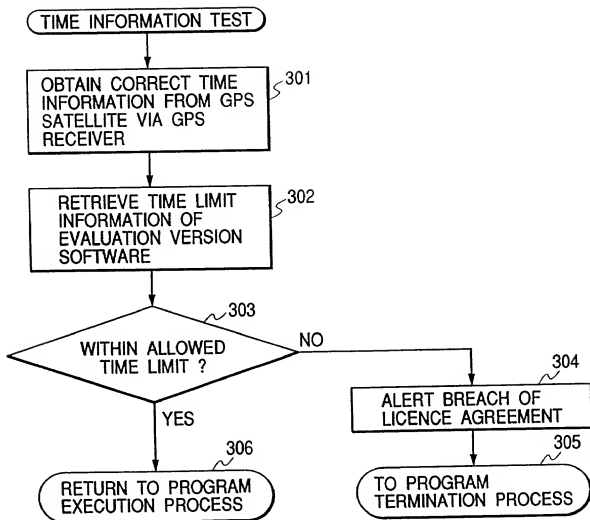 TIME INFORMATION TEST
301
OBTAIN CORRECT TIME
INFORMATION FROM GPS
SATELLITE VIA GPS
RECEIVER
302
RETRIEVE TIME LIMIT
INFORMATION OF
EVALUATION VERSION
SOFTWARE
303
WITHIN ALLOWED
TIME LIMIT ?
NO
YES
304
ALERT BREACH OF
LICENCE AGREEMENT
305
TO PROGRAM
TERMINATION PROCESS
306
RETURN TO PROGRAM
EXECUTION PROCESS